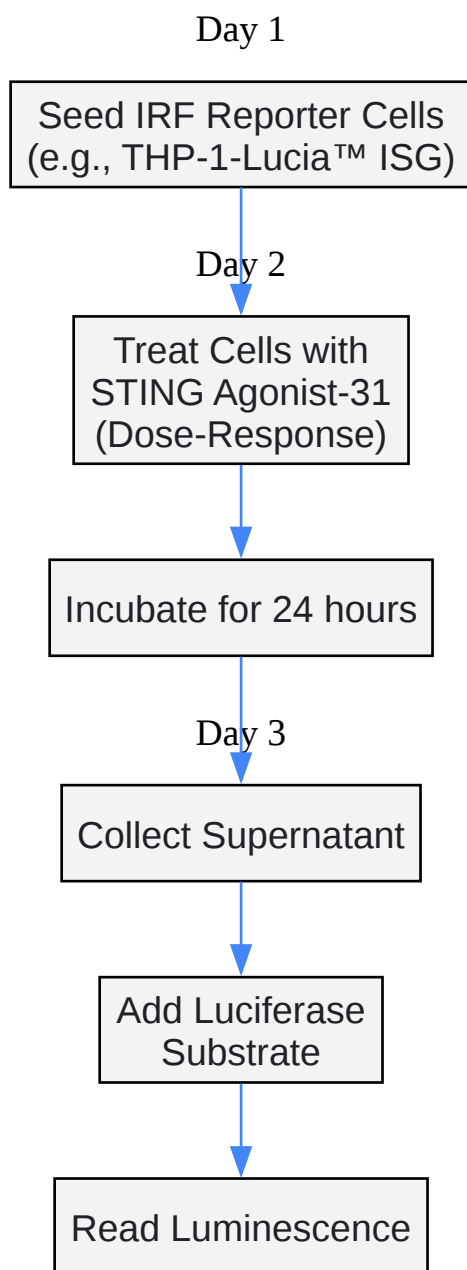 Day 1
Seed IRF Reporter Cells
(e.g., THP-1-Lucia™ ISG)
Day 2
Treat Cells with
STING Agonist-31
(Dose-Response)
Incubate for 24 hours
Day 3
Collect Supernatant
Add Luciferase
Substrate
Read Luminescence